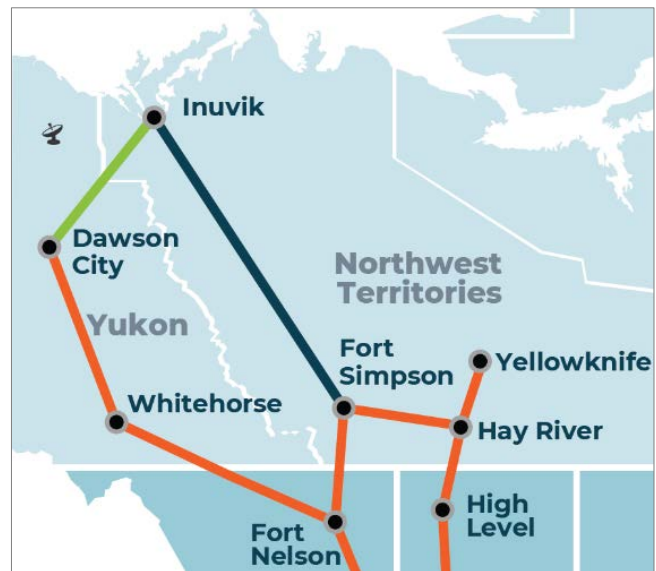 Inuvik
Dawson
City
Northwest
Territories
Yukon
Fort
Simpson
Yellowknife
Whitehorse
Hay River
High
Level
Fort
Nelson